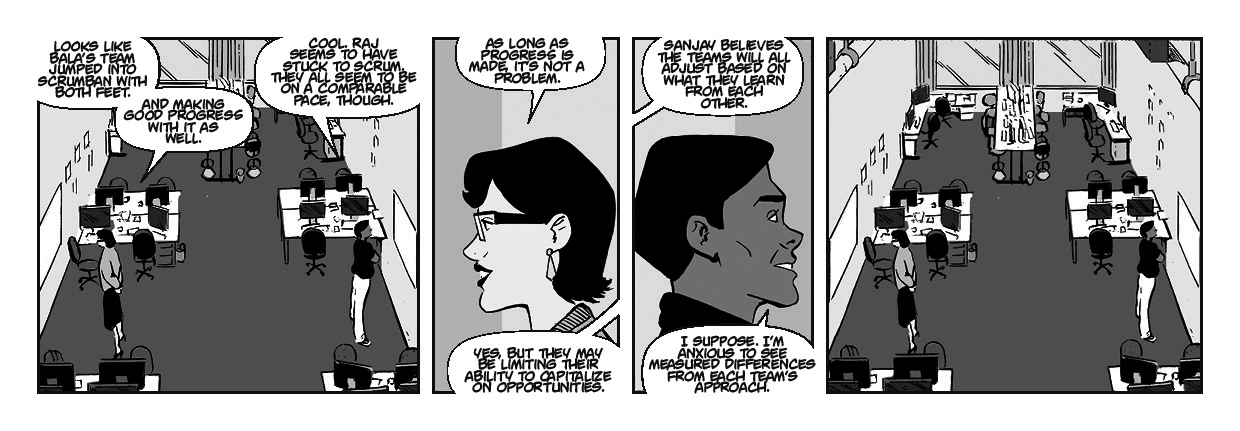 LOOKS LIKE
BALA'S TEAM
JUMPED INTO
SCRUMBAN WITH
BOTH FEET.
AND MAKING
GOOD PROGRESS
WITH IT AS
WELL.
COOL. RAJ
SEEMS TO HAVE
STUCK TO SCRUM.
THEY ALL SEEM TO BE
ON A COMPARABLE
PACE, THOUGH.
AS LONG AS
PROGRESS IS
MADE, IT'S NOT A
PROBLEM.
YES, BUT THEY MAY
BE LIMITING THEIR
ABILITY TO CAPITALIZE
ON OPPORTUNITIES.
SANJAY BELIEVES
THE TEAMS WILL ALL
ADJUST BASED ON
WHAT THEY LEARN
FROM EACH
OTHER.
I SUPPOSE. I'M
ANXIOUS TO SEE
MEASURED DIFFERENCES
FROM EACH TEAM'S
APPROACH.